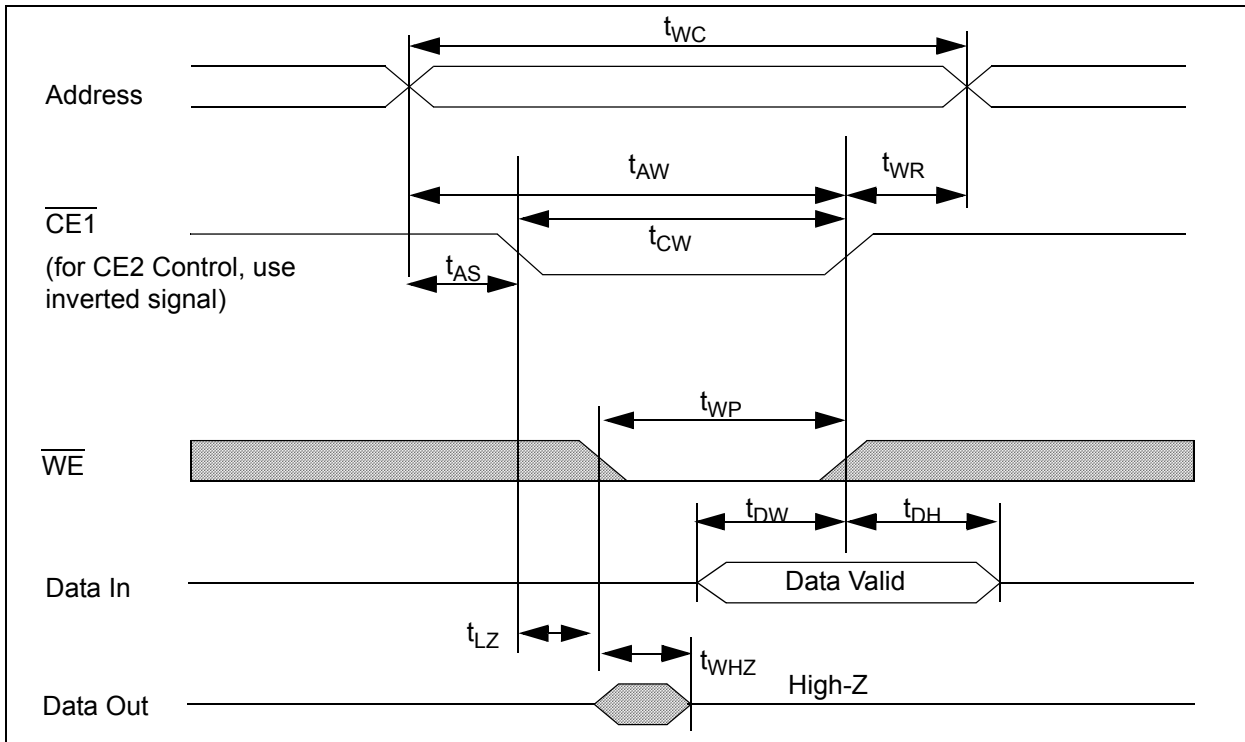 tWC
Address
tAW
tWR
CE1
tCW
(for CE2 Control, use
inverted signal)
tAS
tWP
WE
tDW
tDH
Data Valid
Data In
tLZ
tWHZ
High-Z
Data Out